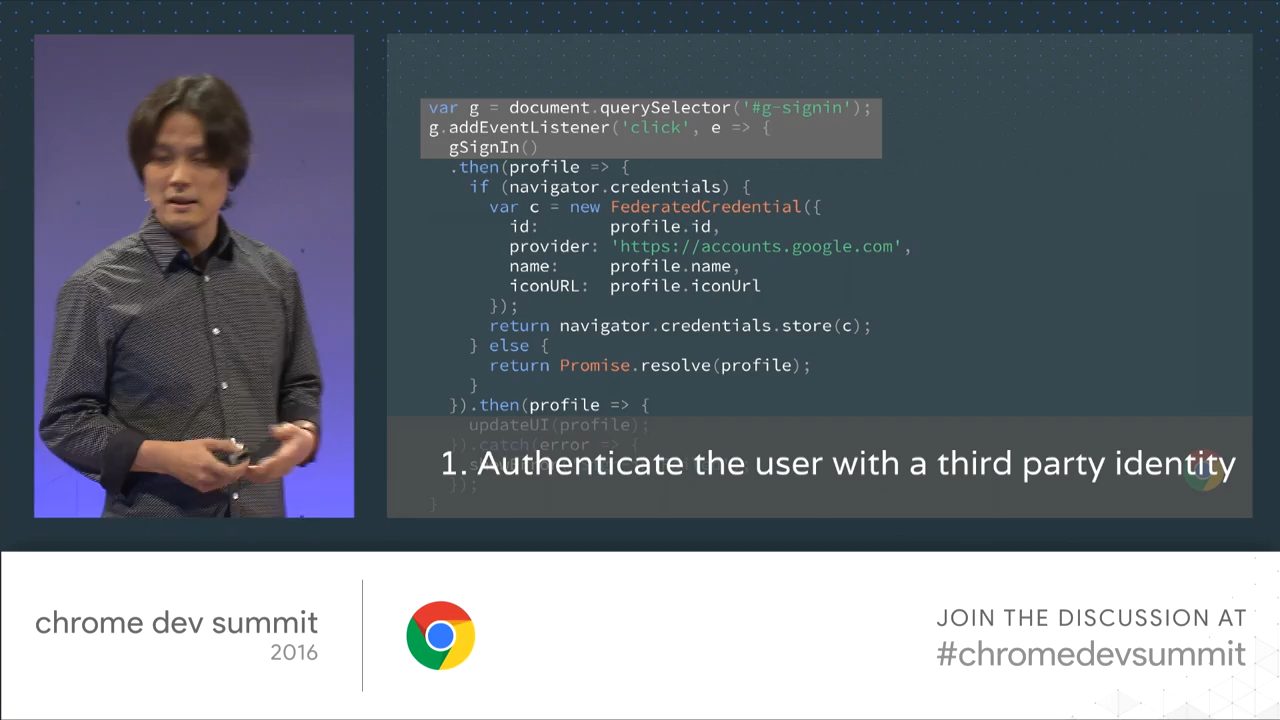 var g = document.querySelector('#g-signin');
g.addEventListener('click', e => {
  gSignIn()
  .then(profile => {
    if (navigator.credentials) {
      var c = new FederatedCredential({
        id:       profile.id,
        provider: 'https://accounts.google.com',
        name:     profile.name,
        iconURL:  profile.iconUrl
      });
      return navigator.credentials.store(c);
    } else {
      return Promise.resolve(profile);
    }
  }).then(profile => {
    updateUI(profile);
  }).catch(error => {
1. Authenticate the user with a third party identity
  });
}
chrome dev summit
2016
JOIN THE DISCUSSION AT
#chromedevsummit